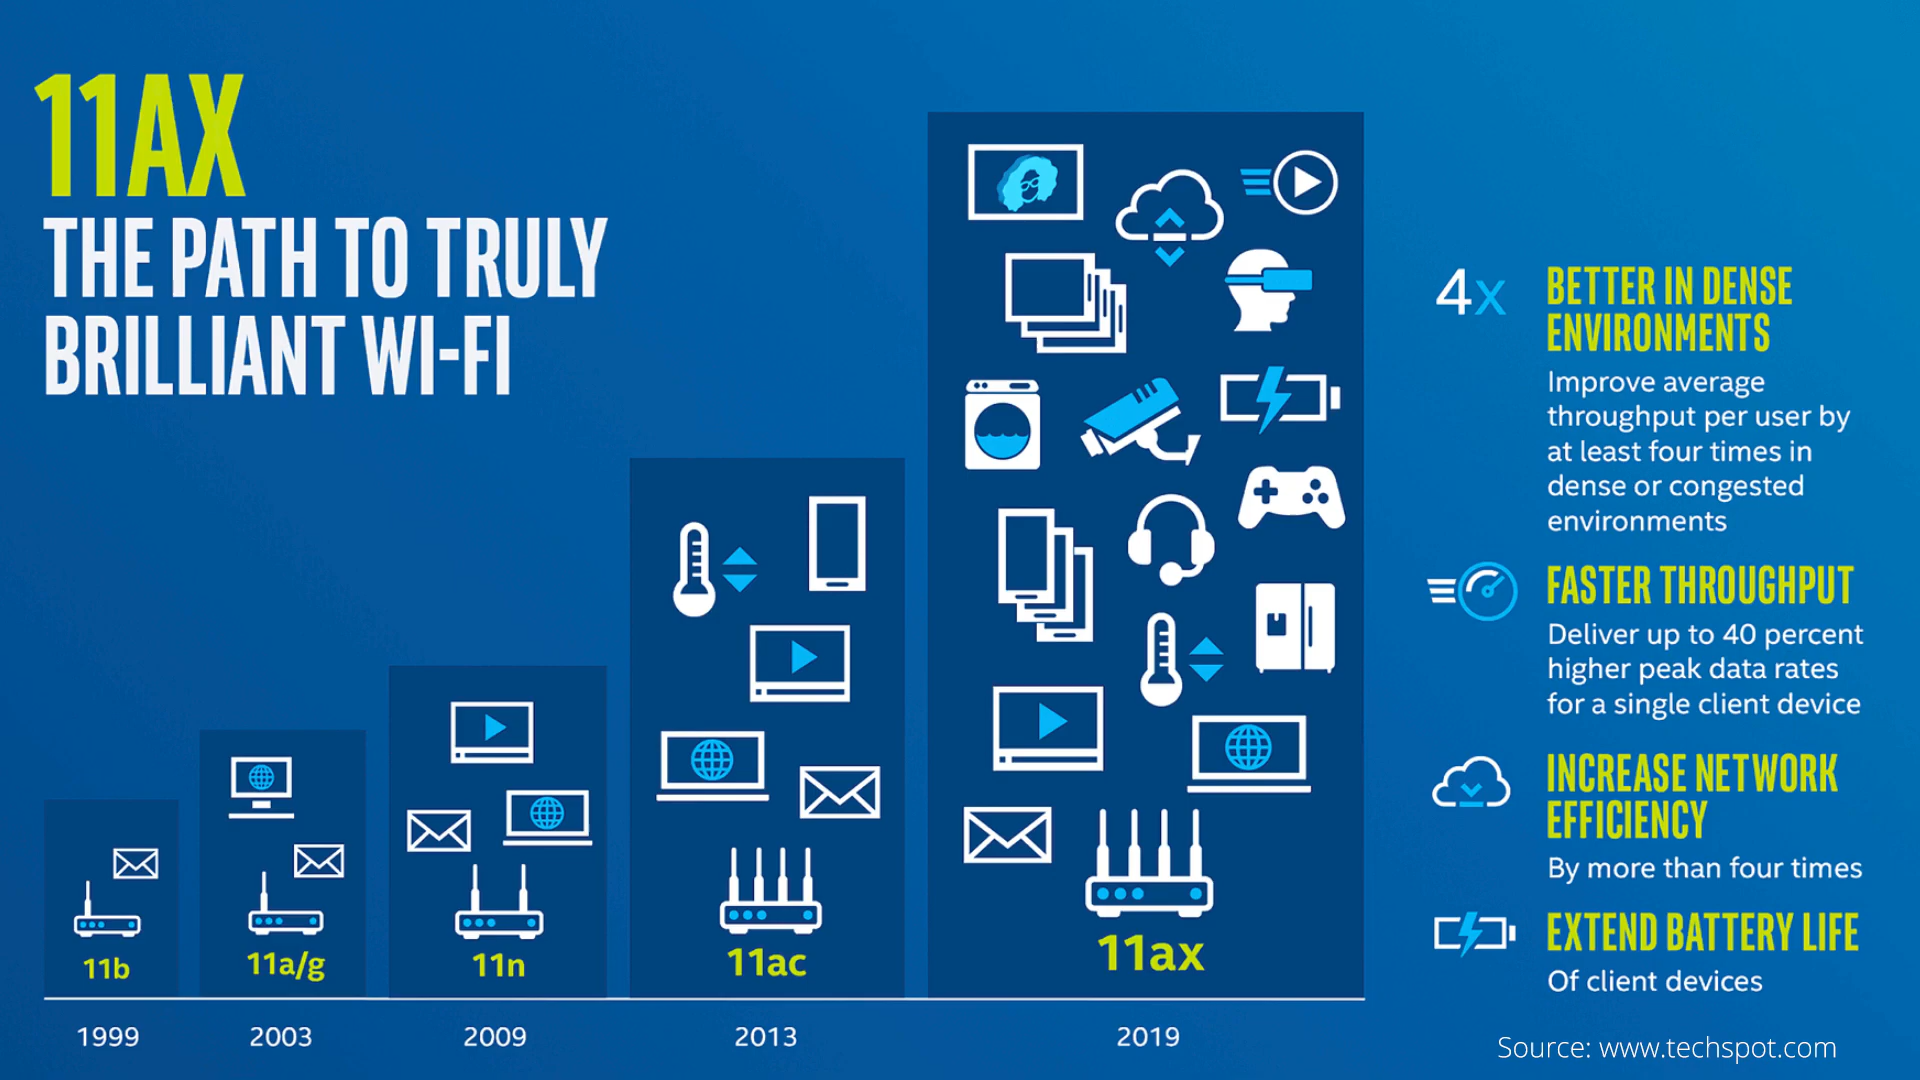 11AX
THE PATH TO TRULY
BRILLIANT WI-FI
4x
BETTER IN DENSE
ENVIRONMENTS
Improve average
throughput per user by
at least four times in
dense or congested
environments
FASTER THROUGHPUT
Deliver up to 40 percent
higher peak data rates
for a single client device
INCREASE NETWORK
EFFICIENCY
By more than four times
EXTEND BATTERY LIFE
Of client devices
11b
11a/g
11n
11ac
11ax
1999
2003
2009
2013
2019
Source: www.techspot.com